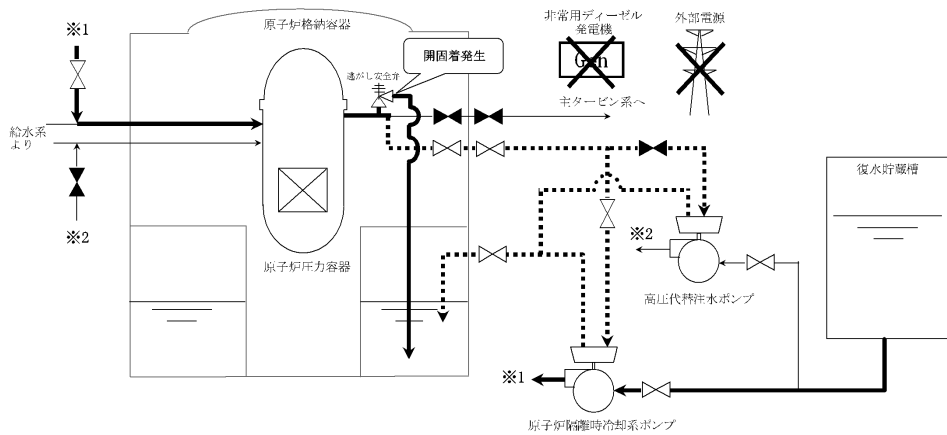 ※1
原子炉格納容器
非常用ディーゼル
発電機
外部電源
開固着発生
逃がし安全弁
Gen
主タービン系へ
給水系
より
復水貯蔵槽
※2
※2
原子炉圧力容器
高圧代替注水ポンプ
※1
原子炉隔離時冷却系ポンプ